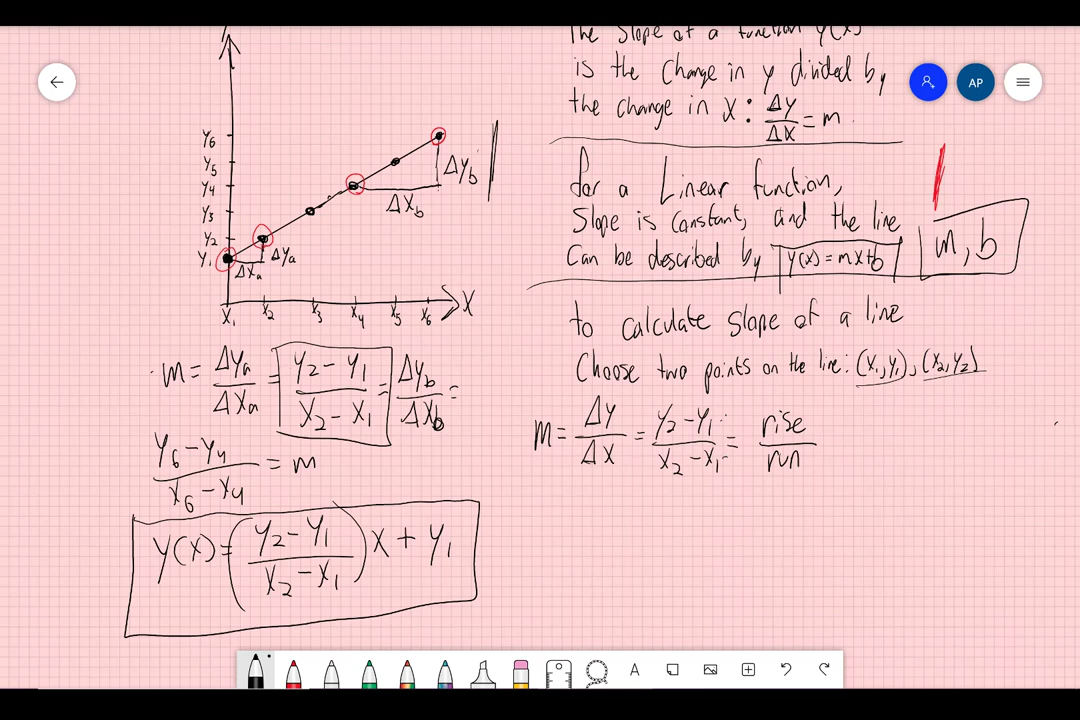 Y6
Y5
Y4
Y3
Y2
Y1
ΔYb
ΔXb
ΔYa
ΔXa
X1 X2 X3 X4 X5 X6 X
m = ΔYa/ΔXa = (Y2 - Y1)/(X2 - X1) = ΔYb/ΔXb =
(Y6 - Y4)/(X6 - X4) = m
Y(X) = ((Y2 - Y1)/(X2 - X1)) X + Y1
The Slope of a function Y(X)
is the Change in y divided by
the change in X: ΔY/ΔX = m
for a Linear function,
Slope is Constant, and the line
Can be described by Y(X) = mX+b
m, b
to Calculate Slope of a line
Choose two points on the line: (X1,Y1), (X2,Y2)
m = ΔY/ΔX = (Y2 - Y1)/(X2 - X1) = rise/run
AP
A